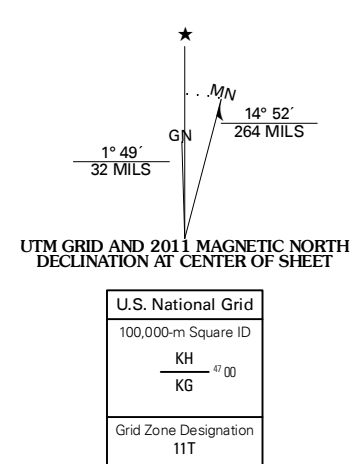 ★
MN
GN
1° 49´
32 MILS
14° 52´
264 MILS
UTM GRID AND 2011 MAGNETIC NORTH
DECLINATION AT CENTER OF SHEET
U.S. National Grid
100,000-m Square ID
KH
47 00
KG
Grid Zone Designation
11T